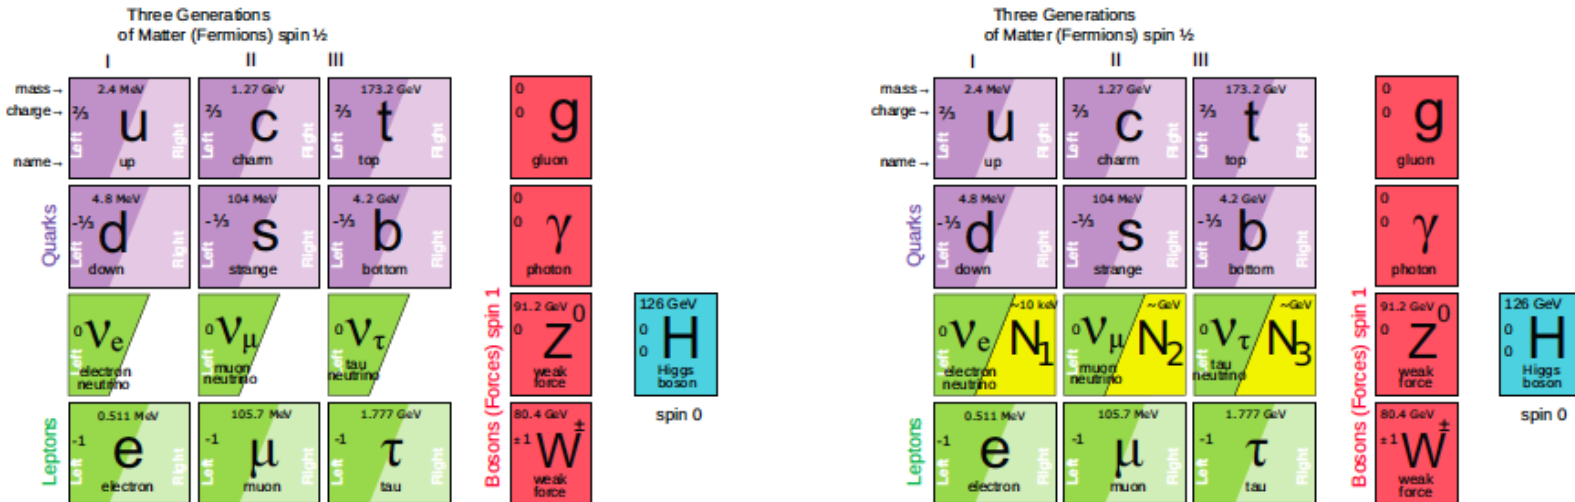 Three Generations
of Matter (Fermions) spin ½
I II III
mass→
charge→
name→
2.4 MeV
⅔
u
Left
Right
up
1.27 GeV
⅔
c
Left
Right
charm
173.2 GeV
⅔
t
Left
Right
top
Quarks
4.8 MeV
-⅓
d
Left
Right
down
104 MeV
-⅓
s
Left
Right
strange
4.2 GeV
-⅓
b
Left
Right
bottom
0
νe
Left
electron
neutrino
0
νμ
Left
muon
neutrino
0
ντ
Left
tau
neutrino
Leptons
0.511 MeV
-1
e
Left
Right
electron
105.7 MeV
-1
μ
Left
Right
muon
1.777 GeV
-1
τ
Left
Right
tau
Bosons (Forces) spin 1
0
0
g
gluon
0
0
γ
photon
91.2 GeV
0
Z⁰
weak
force
80.4 GeV
±1
W±
weak
force
126 GeV
0
0
H
Higgs
boson
spin 0
Three Generations
of Matter (Fermions) spin ½
I II III
mass→
charge→
name→
2.4 MeV
⅔
u
Left
Right
up
1.27 GeV
⅔
c
Left
Right
charm
173.2 GeV
⅔
t
Left
Right
top
Quarks
4.8 MeV
-⅓
d
Left
Right
down
104 MeV
-⅓
s
Left
Right
strange
4.2 GeV
-⅓
b
Left
Right
bottom
0
νe
Left
electron
neutrino
~10 keV
N1
0
νμ
Left
muon
neutrino
~GeV
N2
0
ντ
Left
tau
neutrino
~GeV
N3
Leptons
0.511 MeV
-1
e
Left
Right
electron
105.7 MeV
-1
μ
Left
Right
muon
1.777 GeV
-1
τ
Left
Right
tau
Bosons (Forces) spin 1
0
0
g
gluon
0
0
γ
photon
91.2 GeV
0
Z⁰
weak
force
80.4 GeV
±1
W±
weak
force
126 GeV
0
0
H
Higgs
boson
spin 0